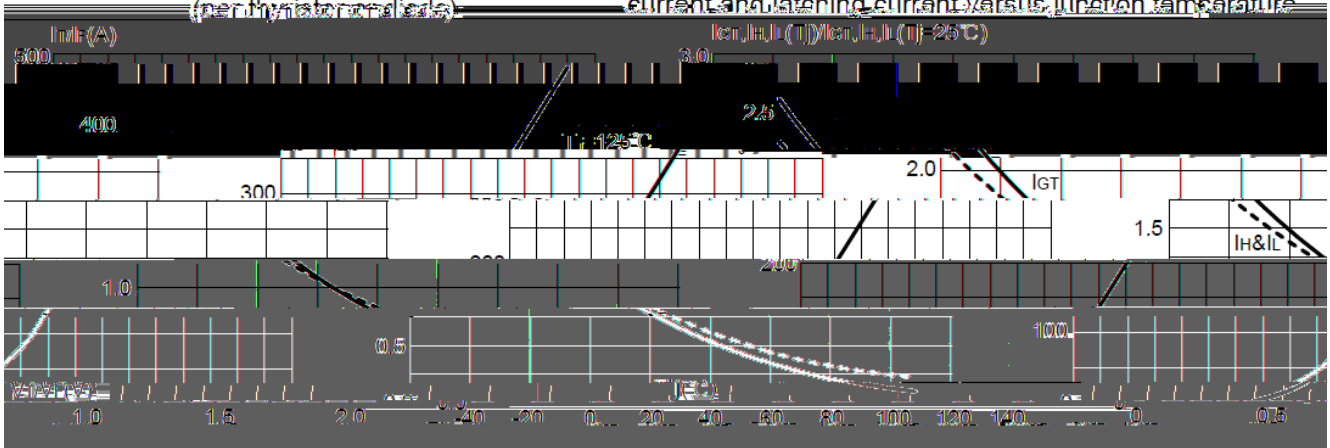 (per thyristor or diode)
current and latching current versus junction temperature
IT/IF(A)
IGT,IH,IL(Tj)/IGT,IH,IL(Tj=25℃)
500
3.0
400
2.5
Tj=125℃
300
2.0
IGT
1.5
IH&IL
200
1.0
0.5
100
1.0 1.5 2.0 -40 -20 0 20 40 60 80 100 120 140 0 0.5